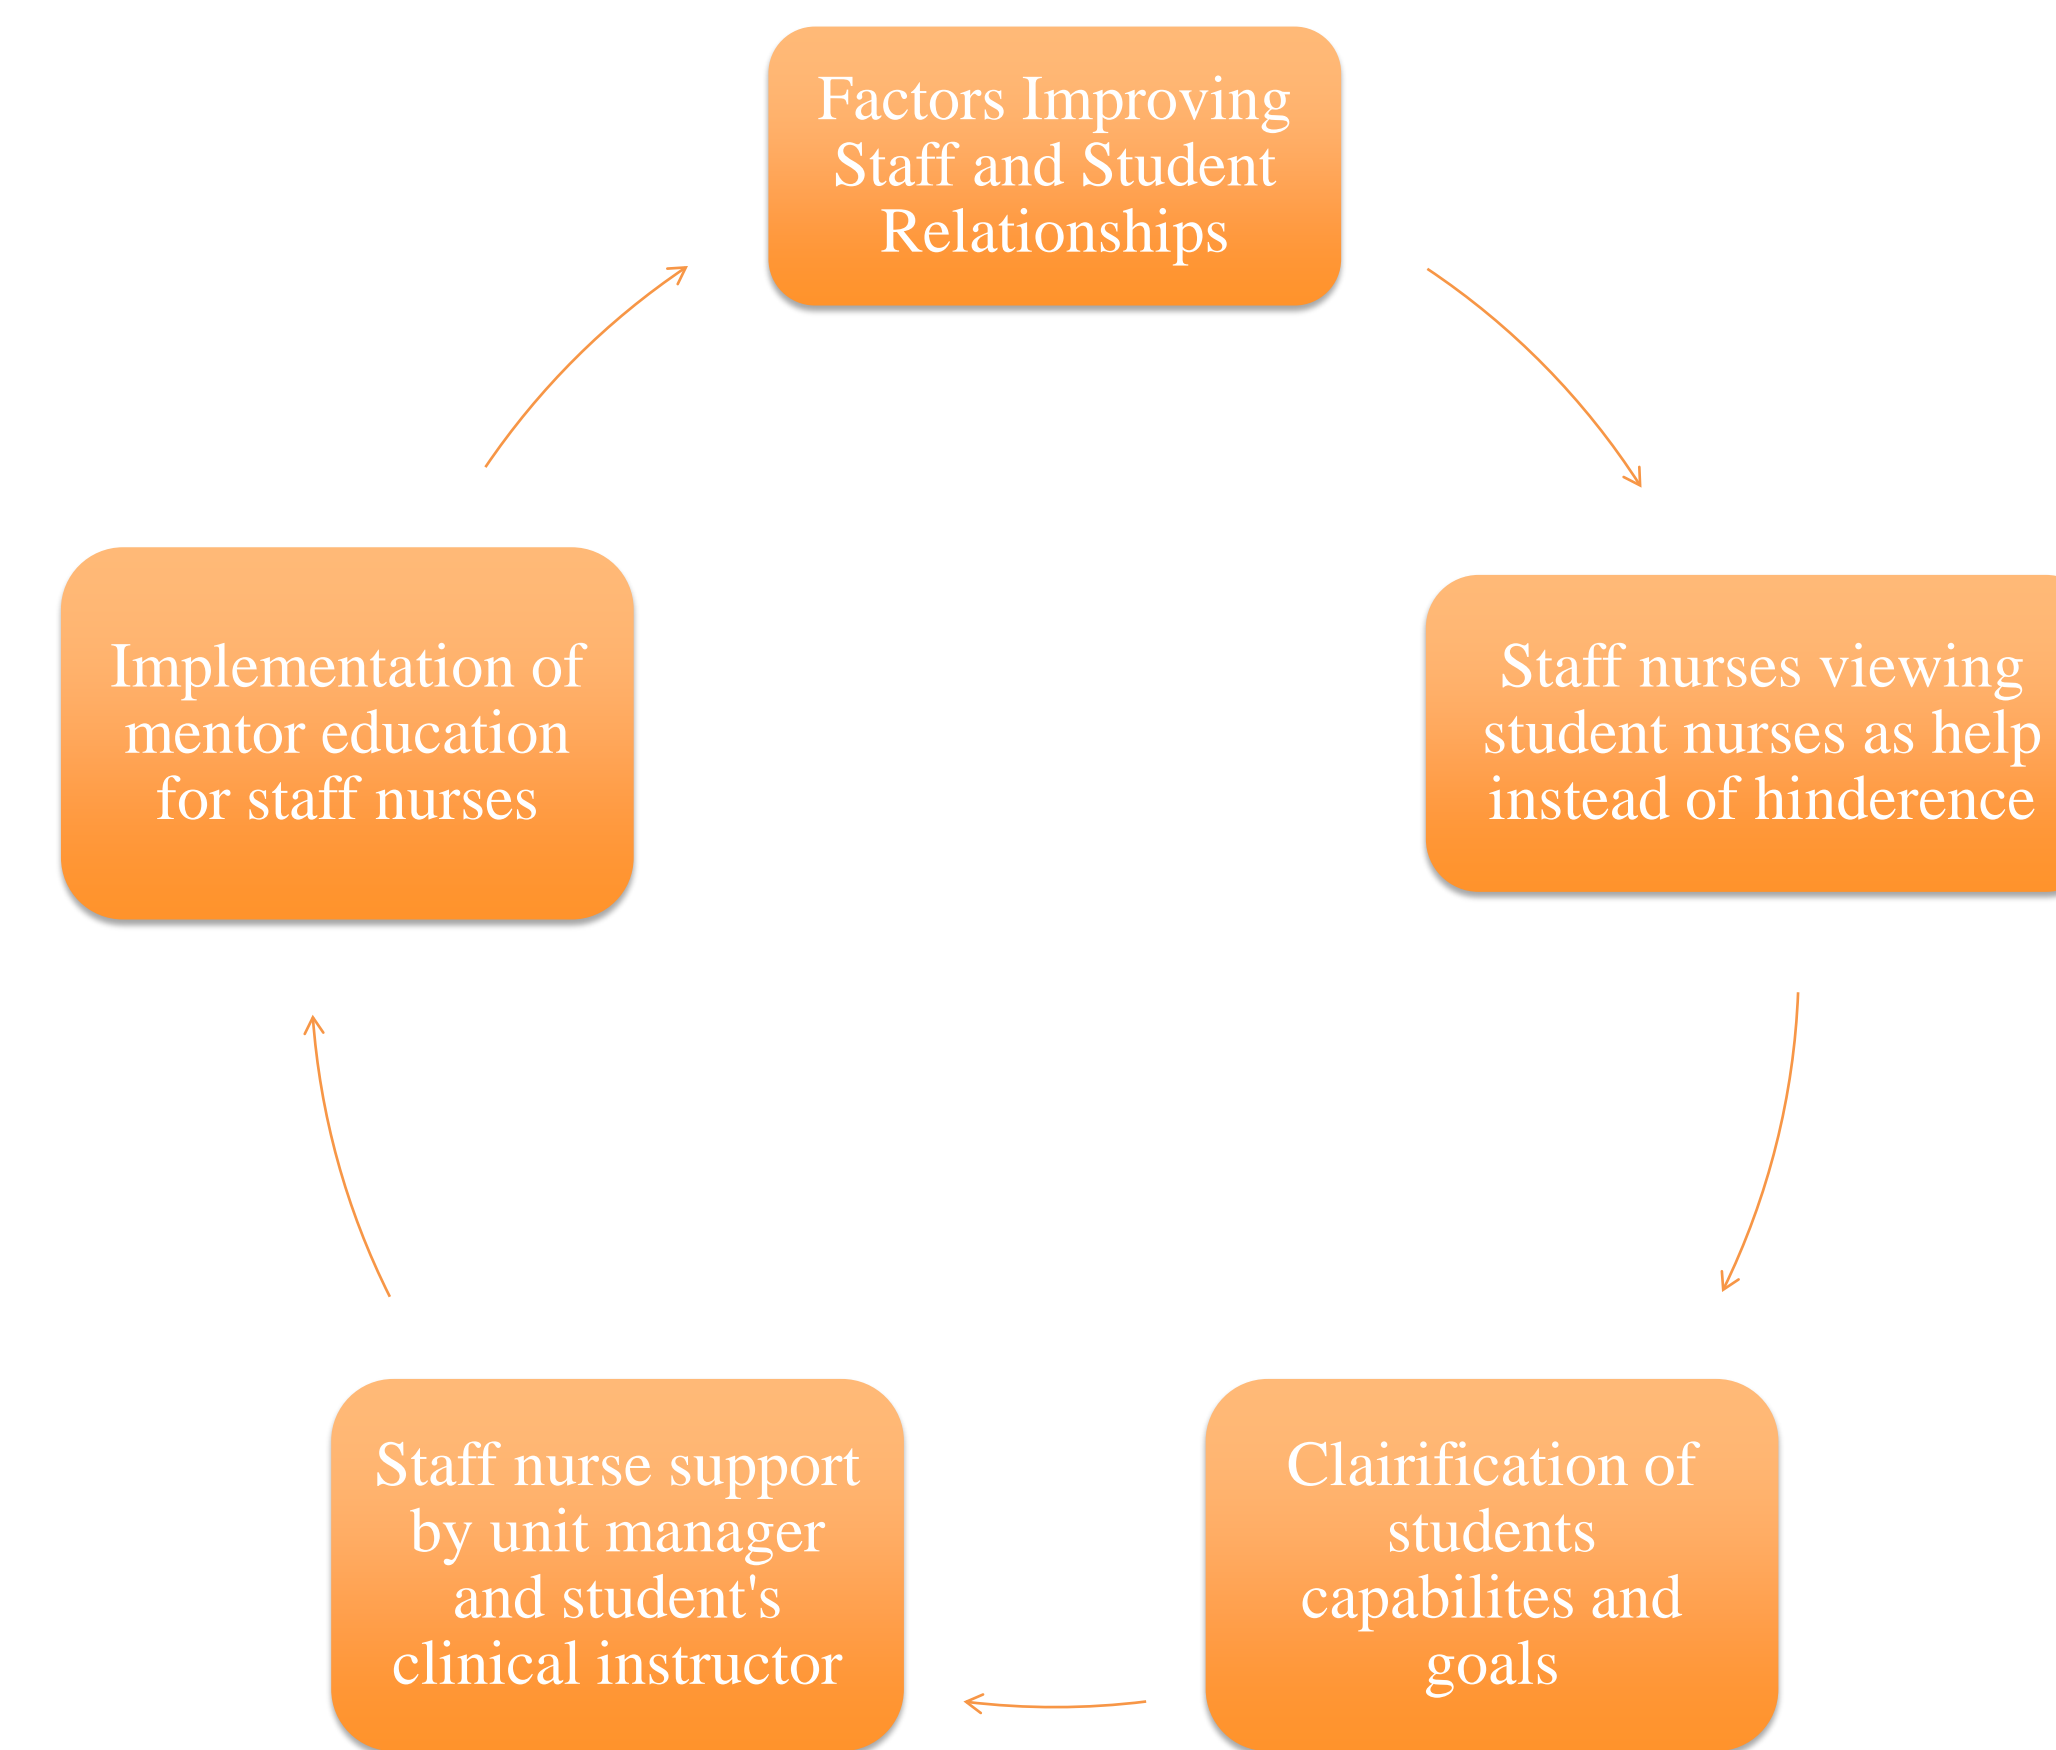 Factors Improving
Staff and Student
Relationships
Staff nurses viewing
student nurses as help
instead of hinderence
Clairification of
students
capabilites and
goals
Staff nurse support
by unit manager
and student's
clinical instructor
Implementation of
mentor education
for staff nurses